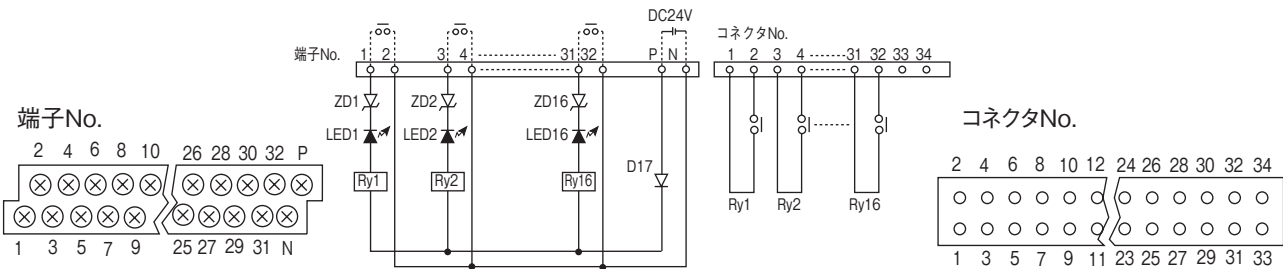 DC24V
コネクタNo.
端子No. 1 2 3 4 31 32 P N
1 2 3 4 31 32 33 34
ZD1 ZD2 ZD16
LED1 LED2 LED16
D17
Ry1 Ry2 Ry16
Ry1 Ry2 Ry16
端子No.
2 4 6 8 10 26 28 30 32 P
1 3 5 7 9 25 27 29 31 N
コネクタNo.
2 4 6 8 10 12 24 26 28 30 32 34
1 3 5 7 9 11 23 25 27 29 31 33